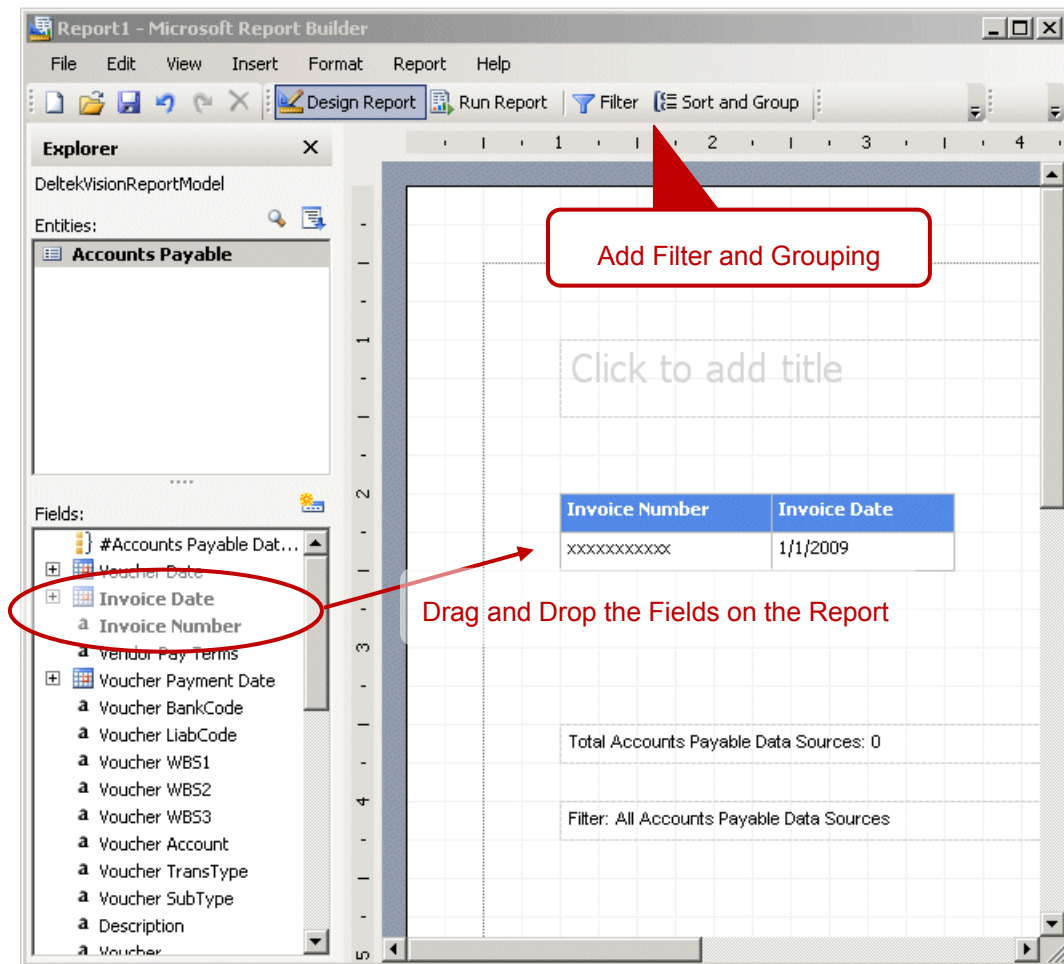 Report1 - Microsoft Report Builder
File Edit View Insert Format Report Help
Design Report Run Report Filter Sort and Group
Explorer
DeltekVisionReportModel
Entities:
Accounts Payable
Fields:
#Accounts Payable Dat...
Voucher Date
Invoice Date
a Invoice Number
a Vendor Pay Terms
Voucher Payment Date
a Voucher BankCode
a Voucher LiabCode
a Voucher WBS1
a Voucher WBS2
a Voucher WBS3
a Voucher Account
a Voucher TransType
a Voucher SubType
a Description
a Voucher
1 2 3 4
1
2
3
4
5
Add Filter and Grouping
Click to add title
Invoice Number Invoice Date
xxxxxxxxxxx 1/1/2009
Drag and Drop the Fields on the Report
Total Accounts Payable Data Sources: 0
Filter: All Accounts Payable Data Sources